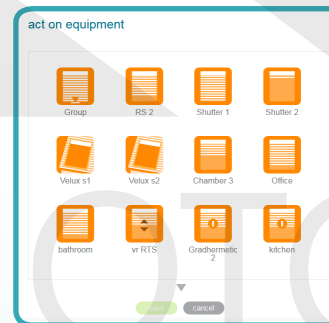 act on equipment
Group RS 2 Shutter 1 Shutter 2
Velux s1 Velux s2 Chamber 3 Office
bathroom vr RTS Gradhermetic 2 kitchen
cancel